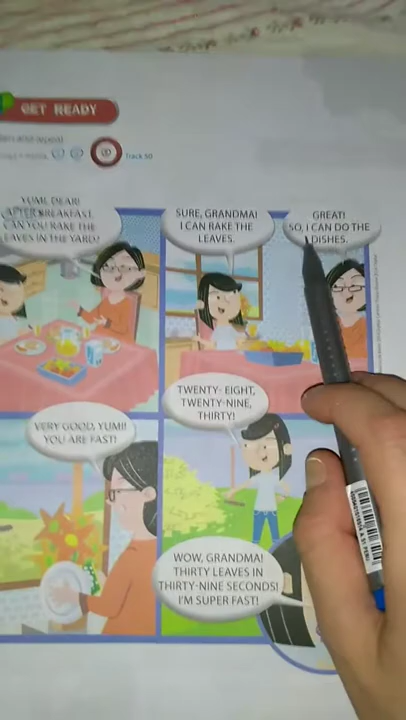 GET READY
Track 50
YUMI, DEAR!
AFTER BREAKFAST,
CAN YOU RAKE THE
LEAVES IN THE YARD?
SURE, GRANDMA!
I CAN RAKE THE
LEAVES.
GREAT!
SO, I CAN DO THE
DISHES.
VERY GOOD, YUMI!
YOU ARE FAST!
TWENTY- EIGHT,
TWENTY-NINE,
THIRTY!
WOW, GRANDMA!
THIRTY LEAVES IN
THIRTY-NINE SECONDS!
I'M SUPER FAST!